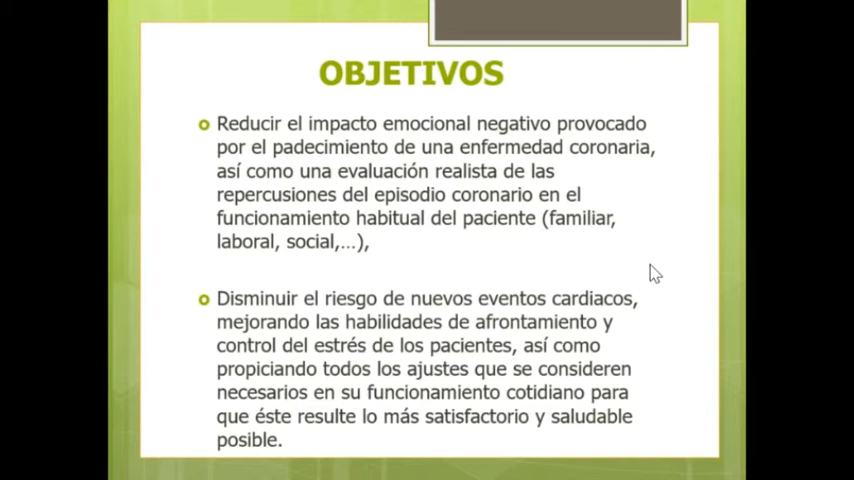 OBJETIVOS
Reducir el impacto emocional negativo provocado
por el padecimiento de una enfermedad coronaria,
así como una evaluación realista de las
repercusiones del episodio coronario en el
funcionamiento habitual del paciente (familiar,
laboral, social,...),
Disminuir el riesgo de nuevos eventos cardiacos,
mejorando las habilidades de afrontamiento y
control del estrés de los pacientes, así como
propiciando todos los ajustes que se consideren
necesarios en su funcionamiento cotidiano para
que éste resulte lo más satisfactorio y saludable
posible.